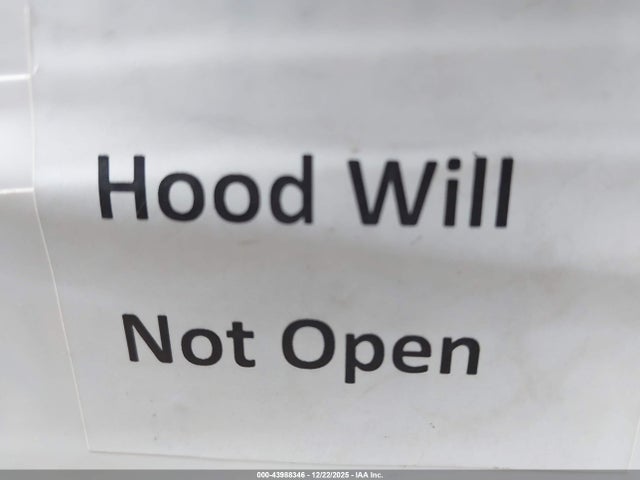 Hood Will
Not Open
000-43988346 - 12/22/2025 - IAA Inc.